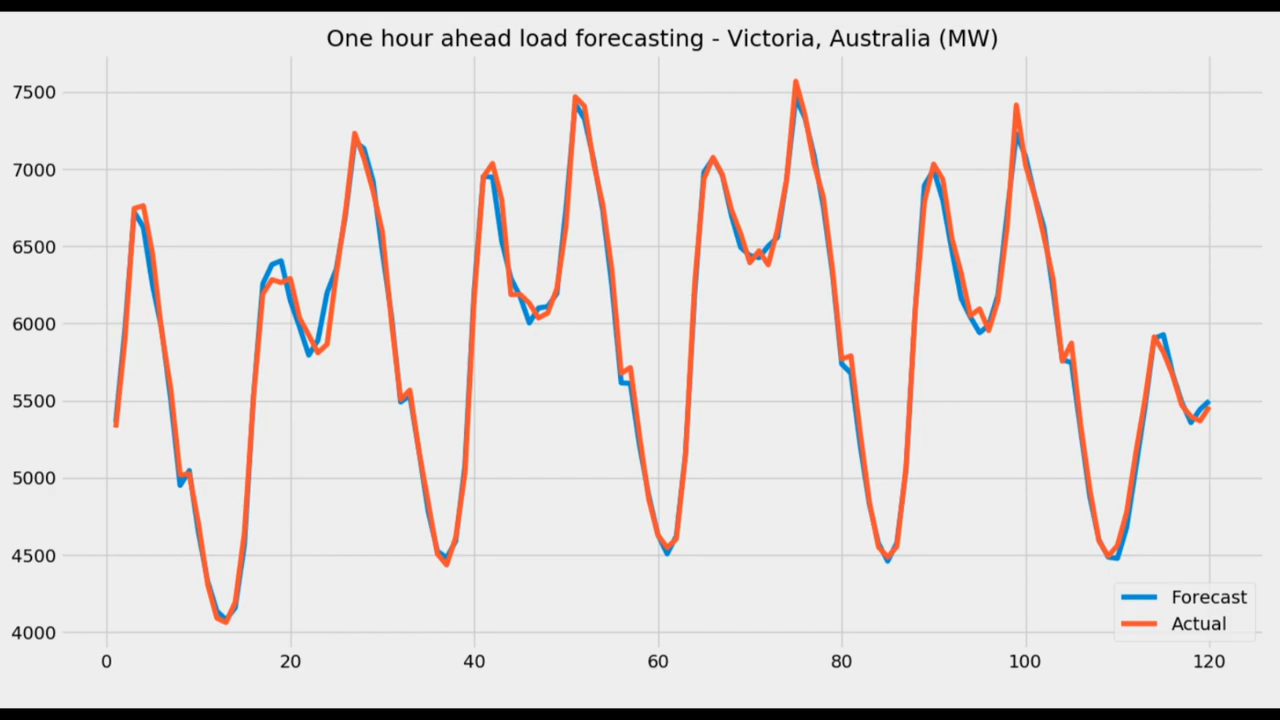 One hour ahead load forecasting - Victoria, Australia (MW)
7500
7000
6500
6000
5500
5000
4500
4000
Forecast
Actual
0 20 40 60 80 100 120